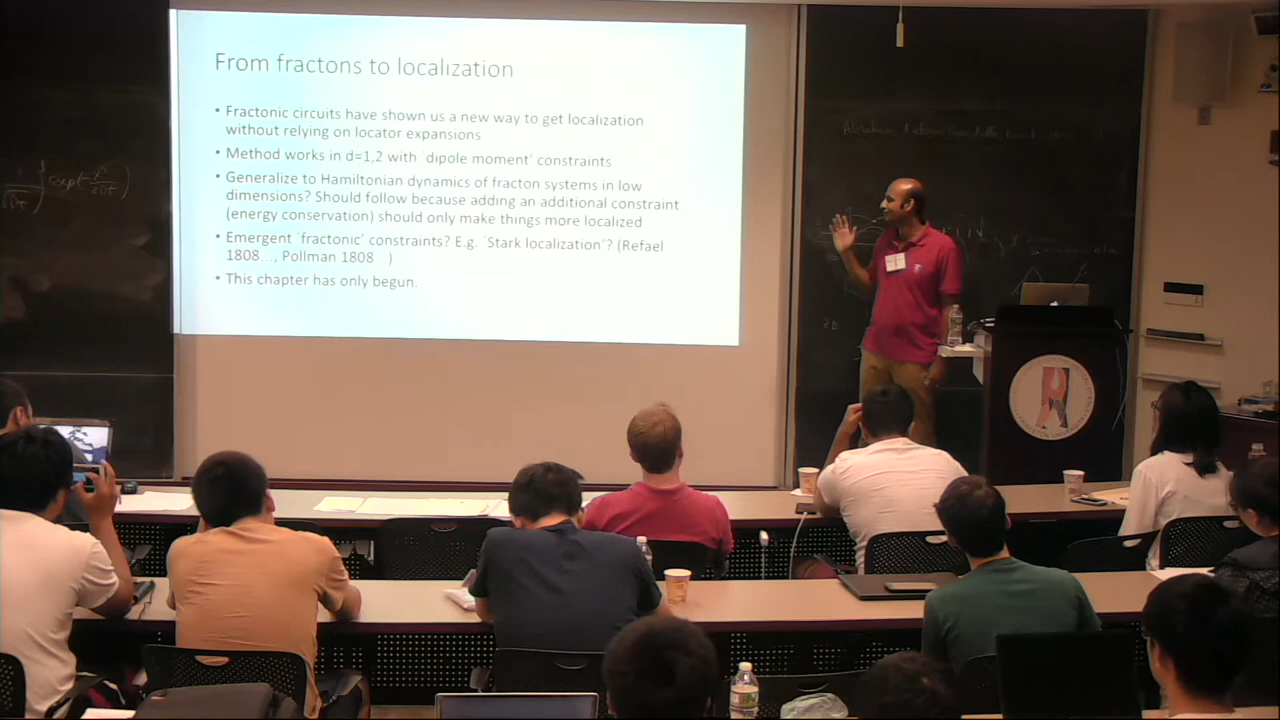 From fractons to localization
• Fractonic circuits have shown us a new way to get localization
without relying on locator expansions
• Method works in d=1,2 with `dipole moment' constraints
• Generalize to Hamiltonian dynamics of fracton systems in low
dimensions? Should follow because adding an additional constraint
(energy conservation) should only make things more localized
• Emergent `fractonic' constraints? E.g. `Stark localization'? (Refael
1808..., Pollman 1808 )
• This chapter has only begun.